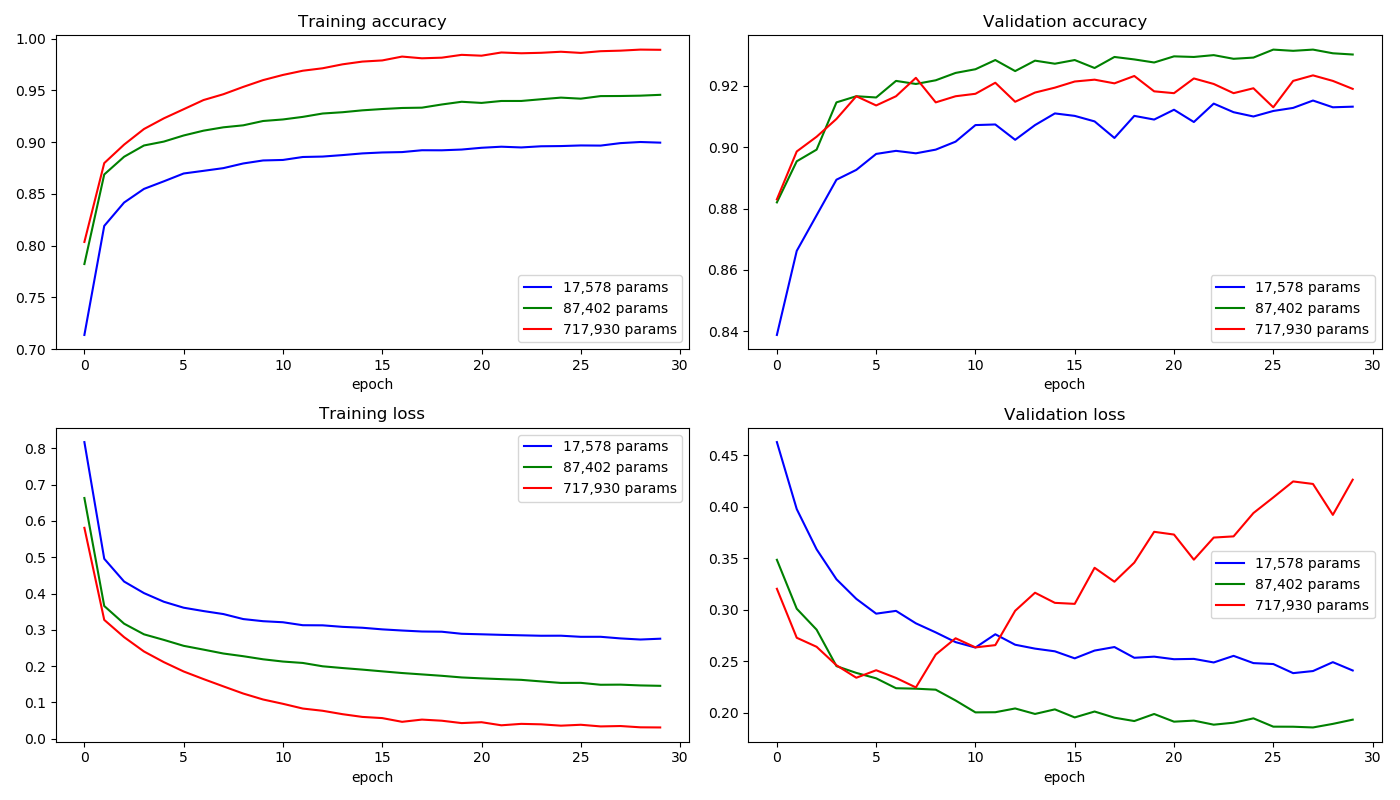 Training accuracy
1.00
0.95
0.90
0.85
0.80
0.75
0.70
17,578 params
87,402 params
717,930 params
0 5 10 15 20 25 30
epoch
Validation accuracy
0.92
0.90
0.88
0.86
0.84
17,578 params
87,402 params
717,930 params
0 5 10 15 20 25 30
epoch
Training loss
0.8
0.7
0.6
0.5
0.4
0.3
0.2
0.1
0.0
17,578 params
87,402 params
717,930 params
0 5 10 15 20 25 30
epoch
Validation loss
0.45
0.40
0.35
0.30
0.25
0.20
17,578 params
87,402 params
717,930 params
0 5 10 15 20 25 30
epoch